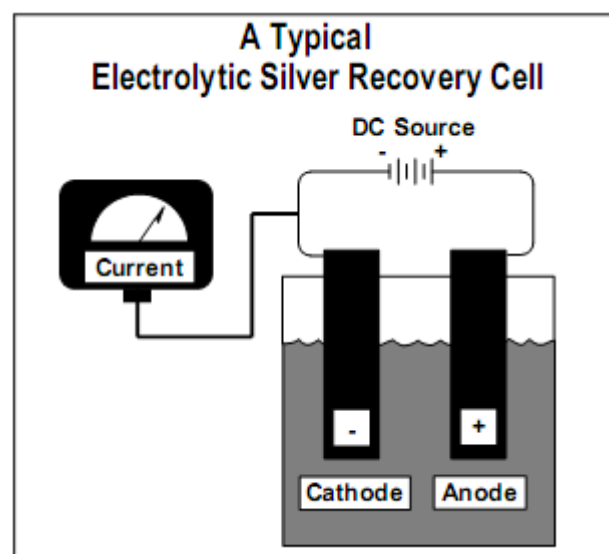 A Typical
Electrolytic Silver Recovery Cell
DC Source
- +
Current
- +
Cathode Anode